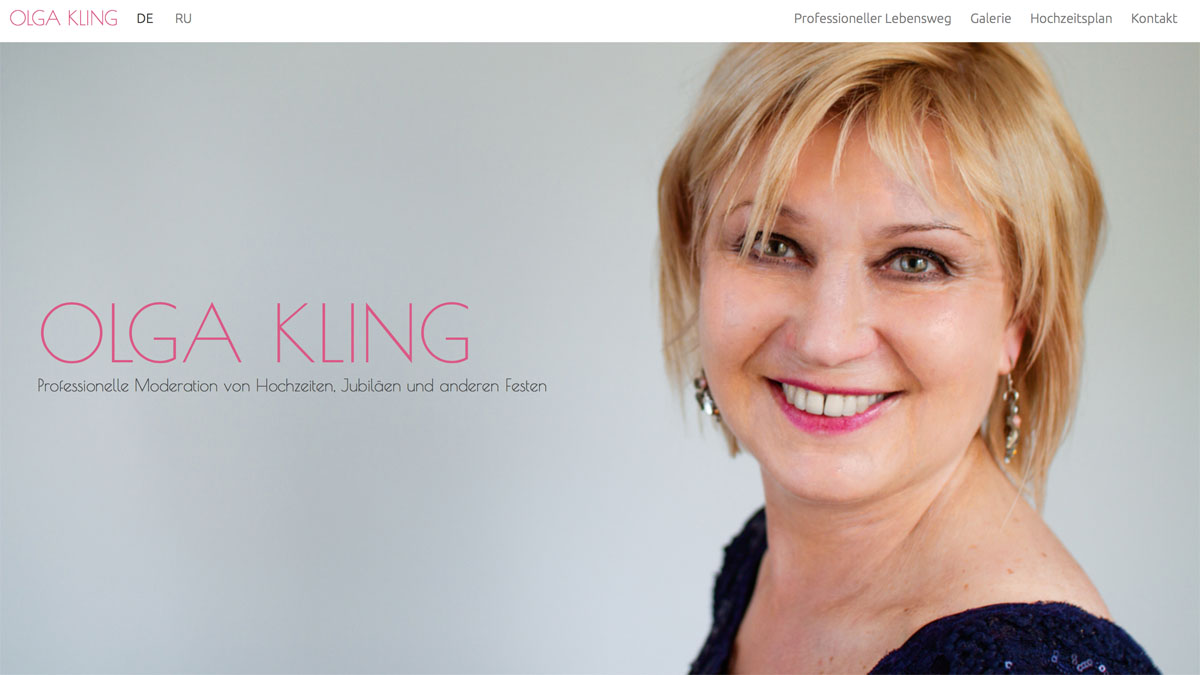 OLGA KLING DE RU Professioneller Lebensweg Galerie Hochzeitsplan Kontakt
OLGA KLING
Professionelle Moderation von Hochzeiten, Jubiläen und anderen Festen